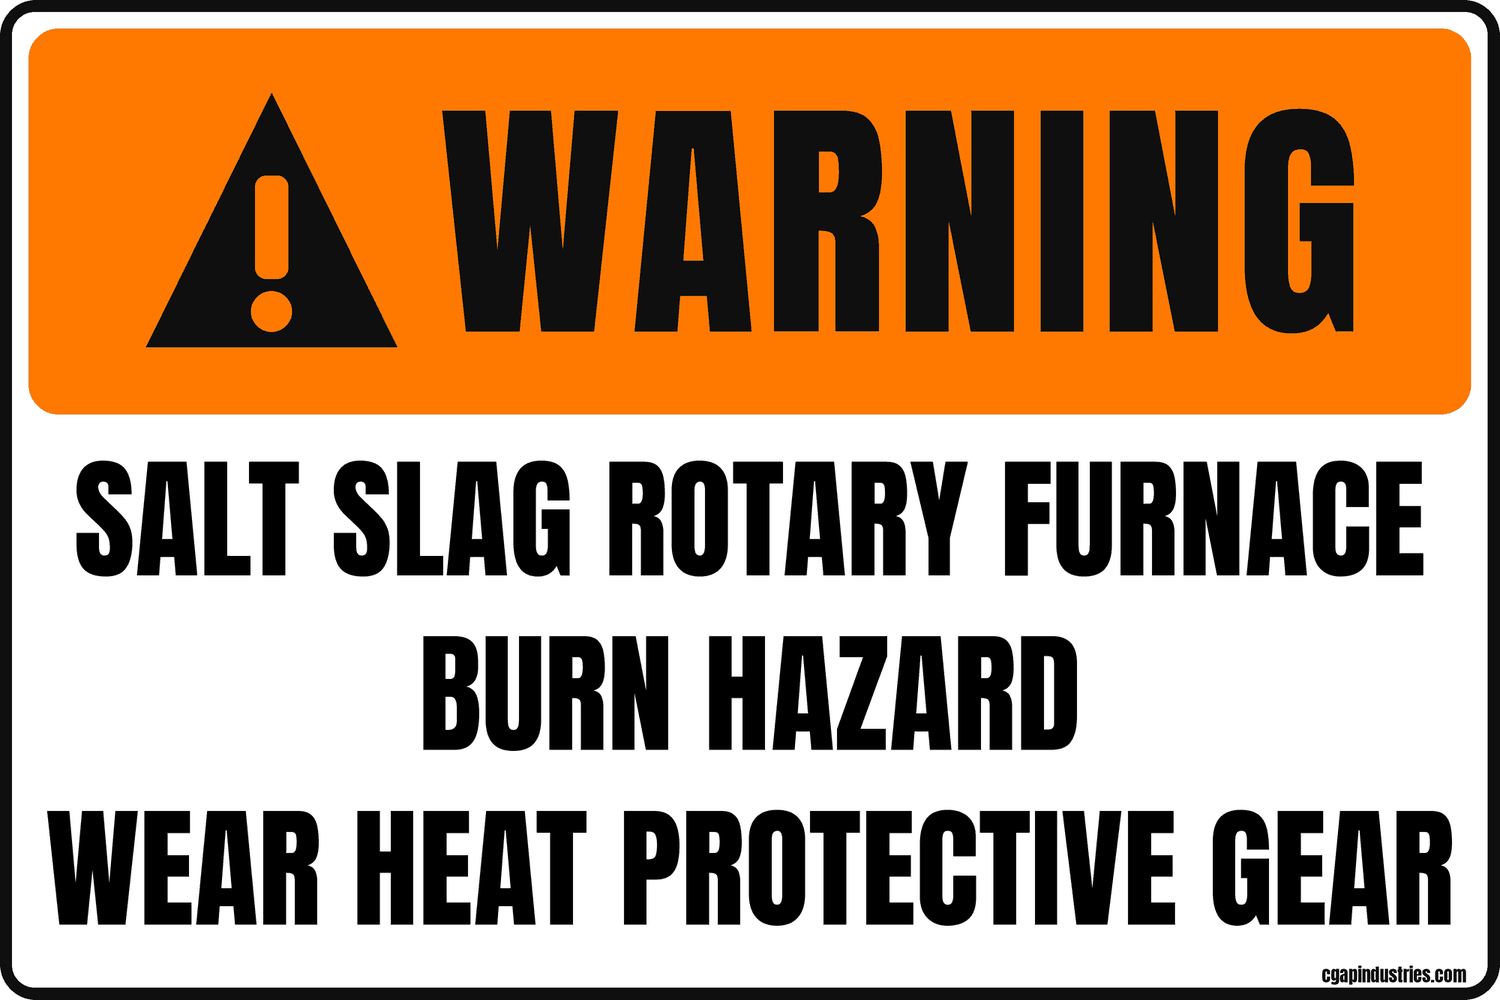 WARNING
SALT SLAG ROTARY FURNACE
BURN HAZARD
WEAR HEAT PROTECTIVE GEAR
cgapindustries.com